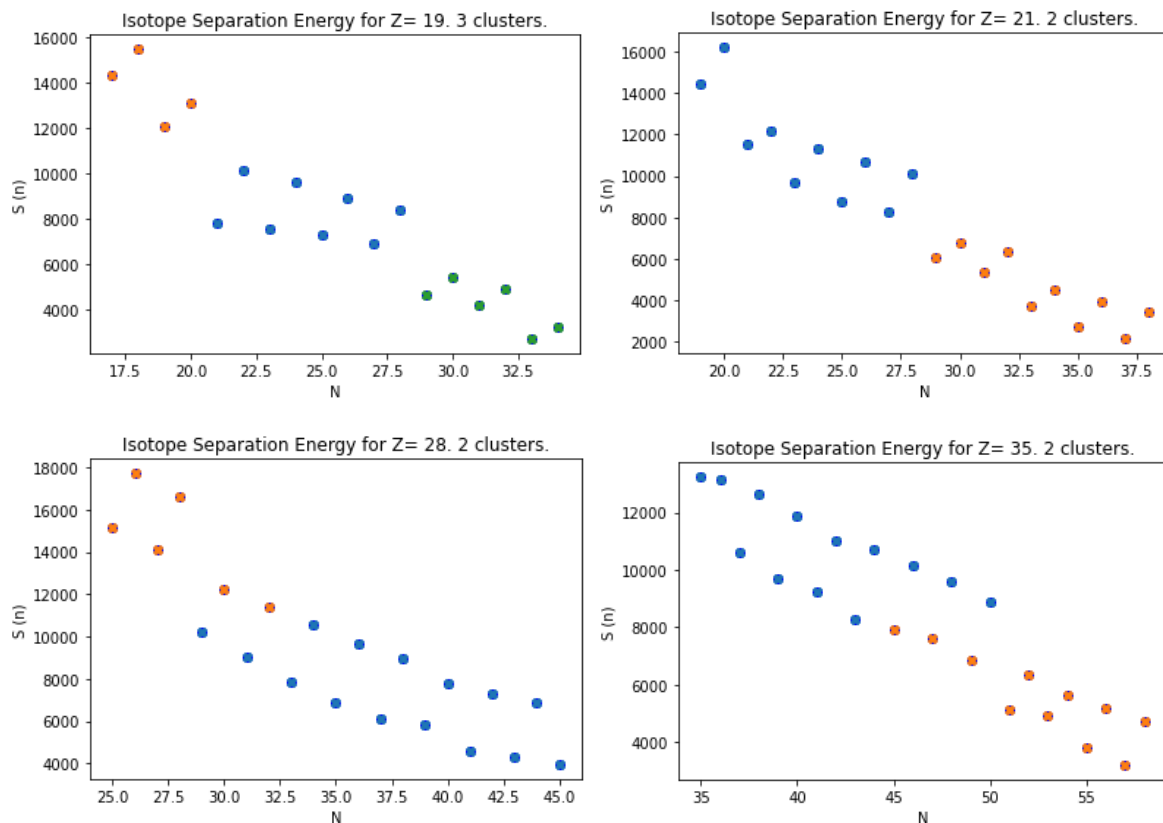 Isotope Separation Energy for Z= 19. 3 clusters.
16000
14000
12000
10000
8000
6000
4000
S (n)
17.5 20.0 22.5 25.0 27.5 30.0 32.5
N
Isotope Separation Energy for Z= 21. 2 clusters.
16000
14000
12000
10000
8000
6000
4000
2000
S (n)
20.0 22.5 25.0 27.5 30.0 32.5 35.0 37.5
N
Isotope Separation Energy for Z= 28. 2 clusters.
18000
16000
14000
12000
10000
8000
6000
4000
S (n)
25.0 27.5 30.0 32.5 35.0 37.5 40.0 42.5 45.0
N
Isotope Separation Energy for Z= 35. 2 clusters.
12000
10000
8000
6000
4000
S (n)
35 40 45 50 55
N